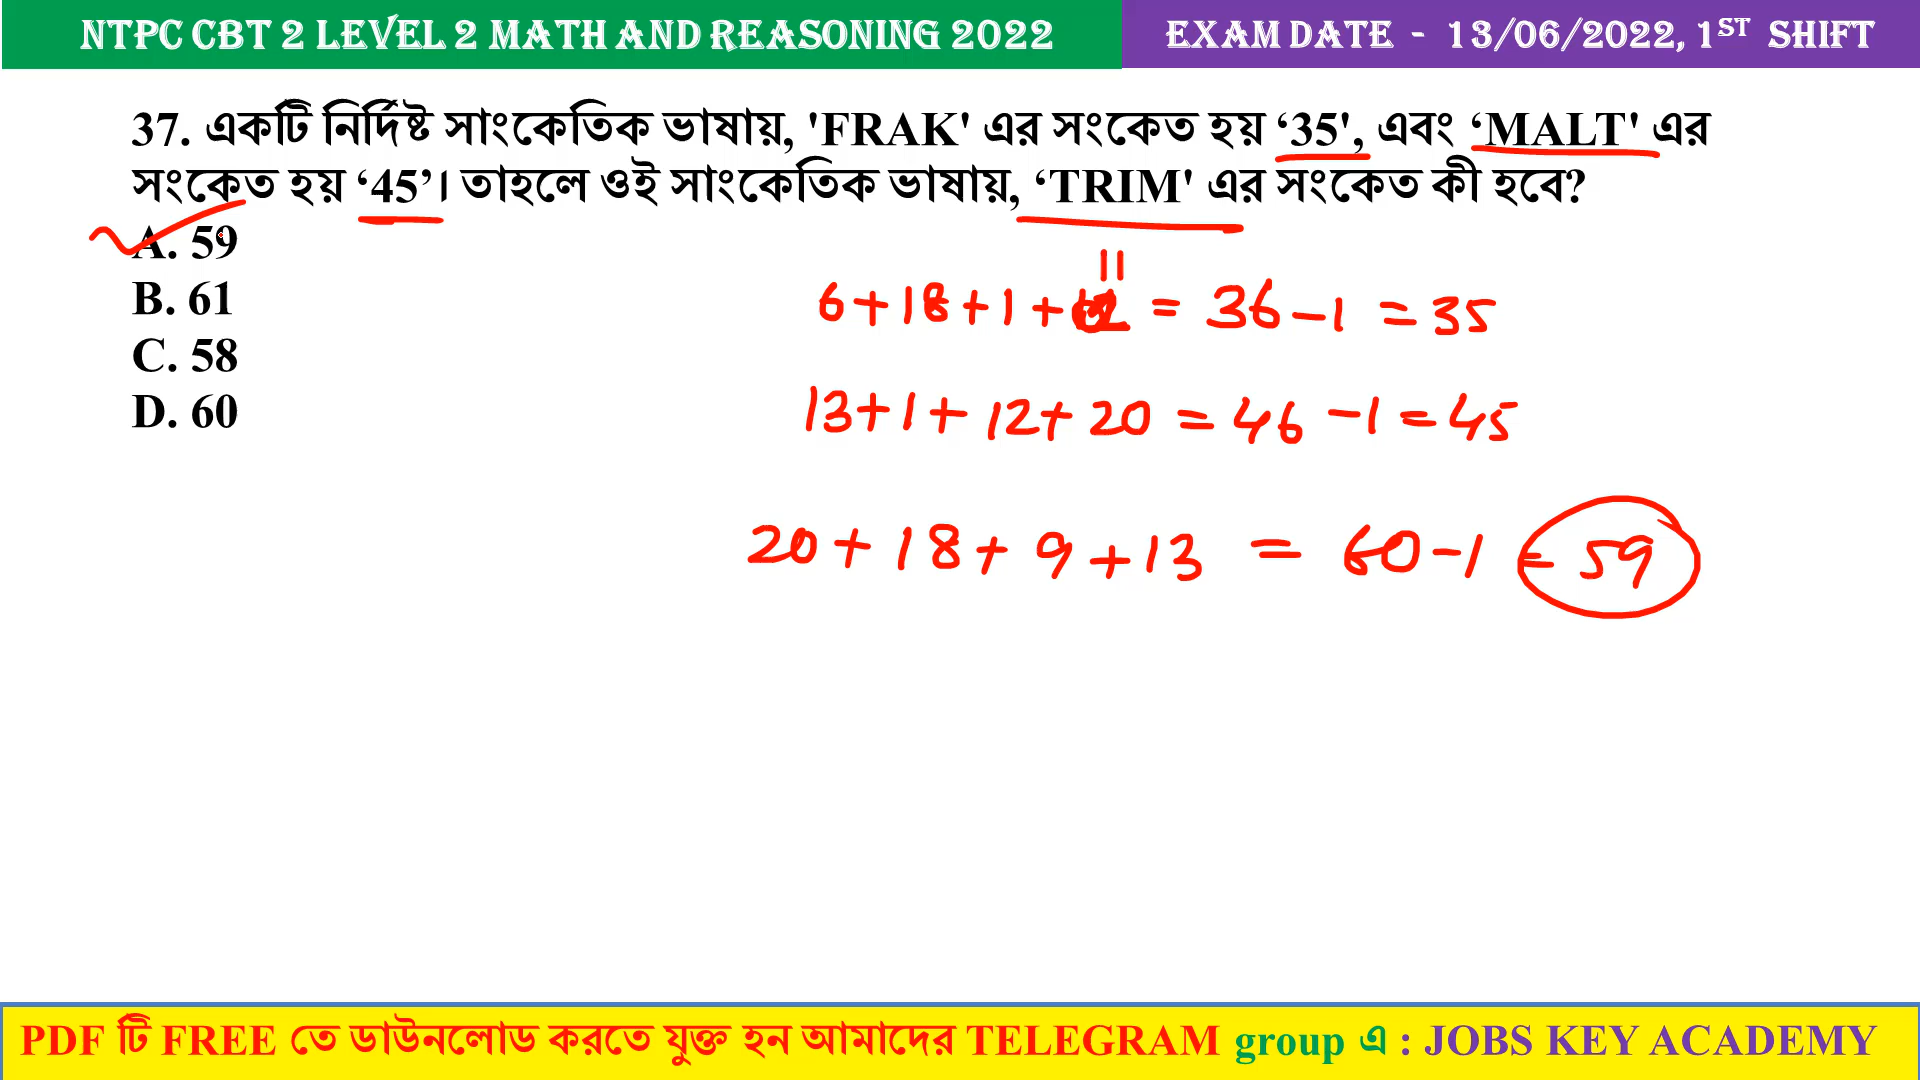 NTPC CBT 2 LEVEL 2 MATH AND REASONING 2022
EXAM DATE - 13/06/2022, 1ST SHIFT
37. একটি নির্দিষ্ট সাংকেতিক ভাষায়, 'FRAK' এর সংকেত হয় ‘35', এবং ‘MALT' এর
সংকেত হয় ‘45’। তাহলে ওই সাংকেতিক ভাষায়, ‘TRIM' এর সংকেত কী হবে?
A. 59
B. 61
C. 58
D. 60
11
6+18+1+ = 36-1 = 35
13+1+12+20 = 46-1=45
20+18+9+13 = 60-1 = 59
PDF টি FREE তে ডাউনলোড করতে যুক্ত হন আমাদের TELEGRAM group এ : JOBS KEY ACADEMY